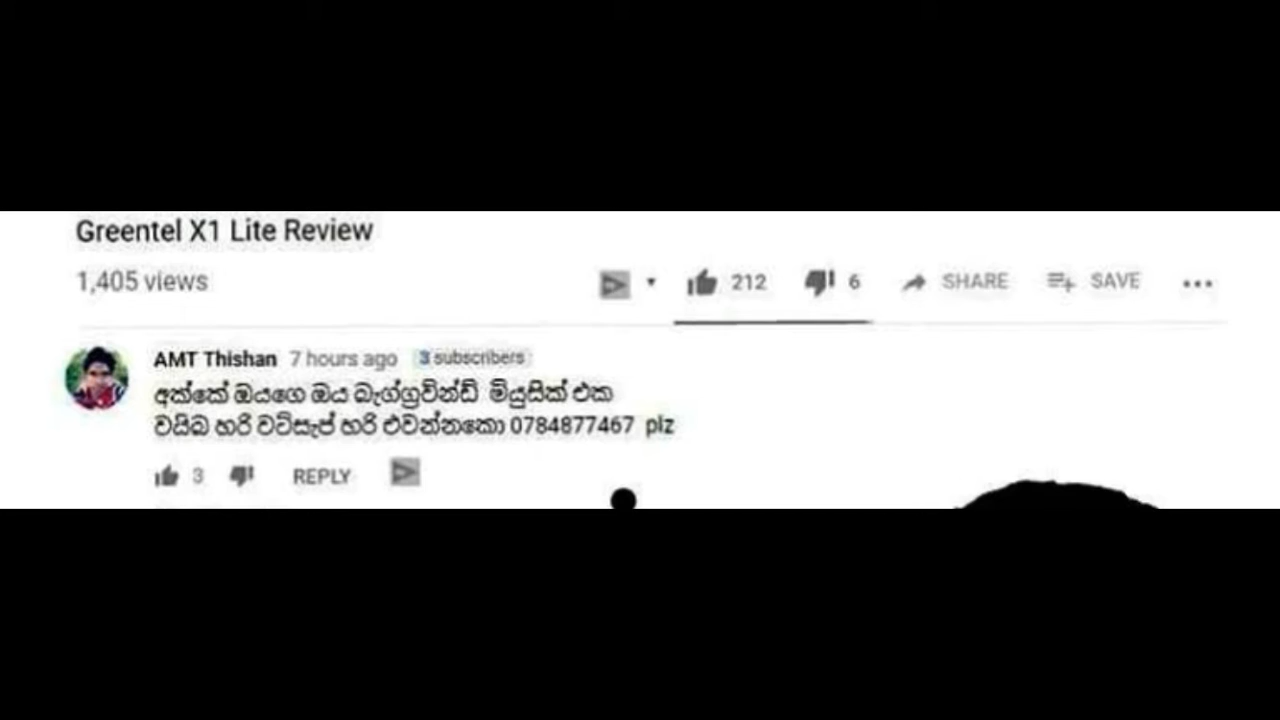 Greentel X1 Lite Review
1,405 views
212 6 SHARE SAVE
AMT Thishan 7 hours ago 3 subscribers
අක්කේ ඔයාගෙ ඔය බැග්ග්‍රවින්ඩ් මියුසික් එක
වයිබ හරි වට්සැප් හරි එවන්නකො 0784877467 plz
3 REPLY